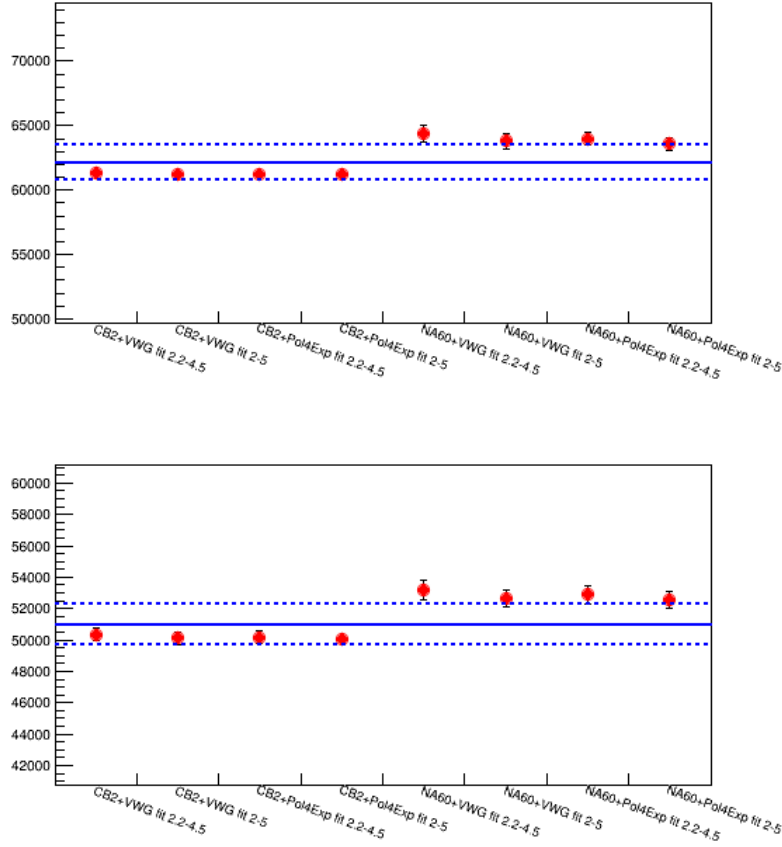 70000
65000
60000
55000
50000
CB2+VWG fit 2.2-4.5
CB2+VWG fit 2-5
CB2+Pol4Exp fit 2.2-4.5
CB2+Pol4Exp fit 2-5
NA60+VWG fit 2.2-4.5
NA60+VWG fit 2-5
NA60+Pol4Exp fit 2.2-4.5
NA60+Pol4Exp fit 2-5
60000
58000
56000
54000
52000
50000
48000
46000
44000
42000
CB2+VWG fit 2.2-4.5
CB2+VWG fit 2-5
CB2+Pol4Exp fit 2.2-4.5
CB2+Pol4Exp fit 2-5
NA60+VWG fit 2.2-4.5
NA60+VWG fit 2-5
NA60+Pol4Exp fit 2.2-4.5
NA60+Pol4Exp fit 2-5